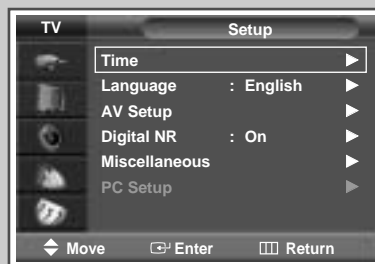 TV Setup
Time
Language : English
AV Setup
Digital NR : On
Miscellaneous
PC Setup
Move Enter Return